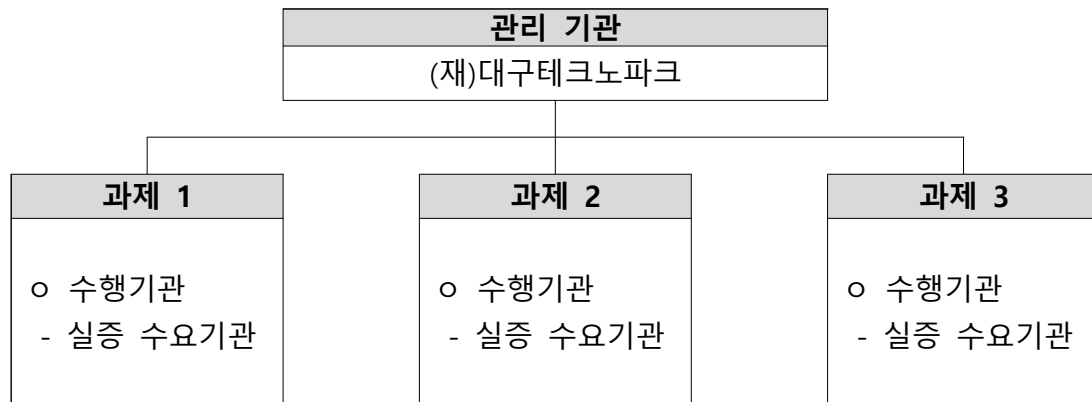 관리 기관
(재)대구테크노파크
과제 1
ㅇ 수행기관
- 실증 수요기관
과제 2
ㅇ 수행기관
- 실증 수요기관
과제 3
ㅇ 수행기관
- 실증 수요기관